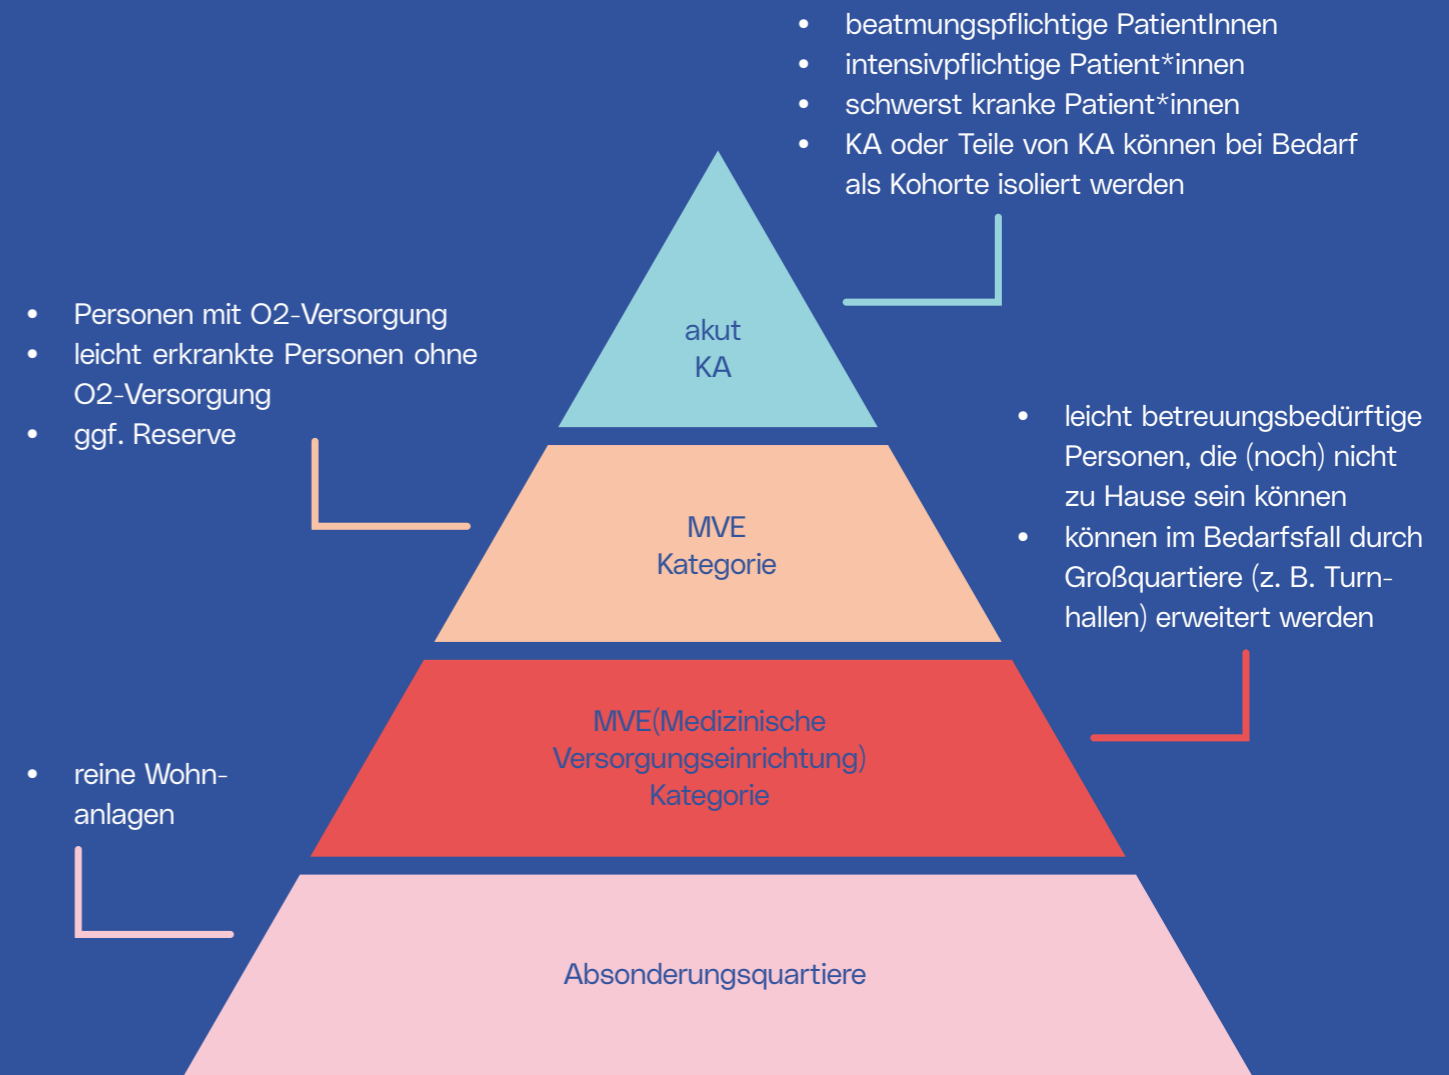 • beatmungspflichtige PatientInnen
• intensivpflichtige Patient*innen
• schwerst kranke Patient*innen
• KA oder Teile von KA können bei Bedarf
als Kohorte isoliert werden
akut
KA
• Personen mit O2-Versorgung
• leicht erkrankte Personen ohne
O2-Versorgung
• ggf. Reserve
MVE
Kategorie
• leicht betreuungsbedürftige
Personen, die (noch) nicht
zu Hause sein können
• können im Bedarfsfall durch
Großquartiere (z. B. Turn-
hallen) erweitert werden
MVE(Medizinische
Versorgungseinrichtung)
Kategorie
• reine Wohn-
anlagen
Absonderungsquartiere